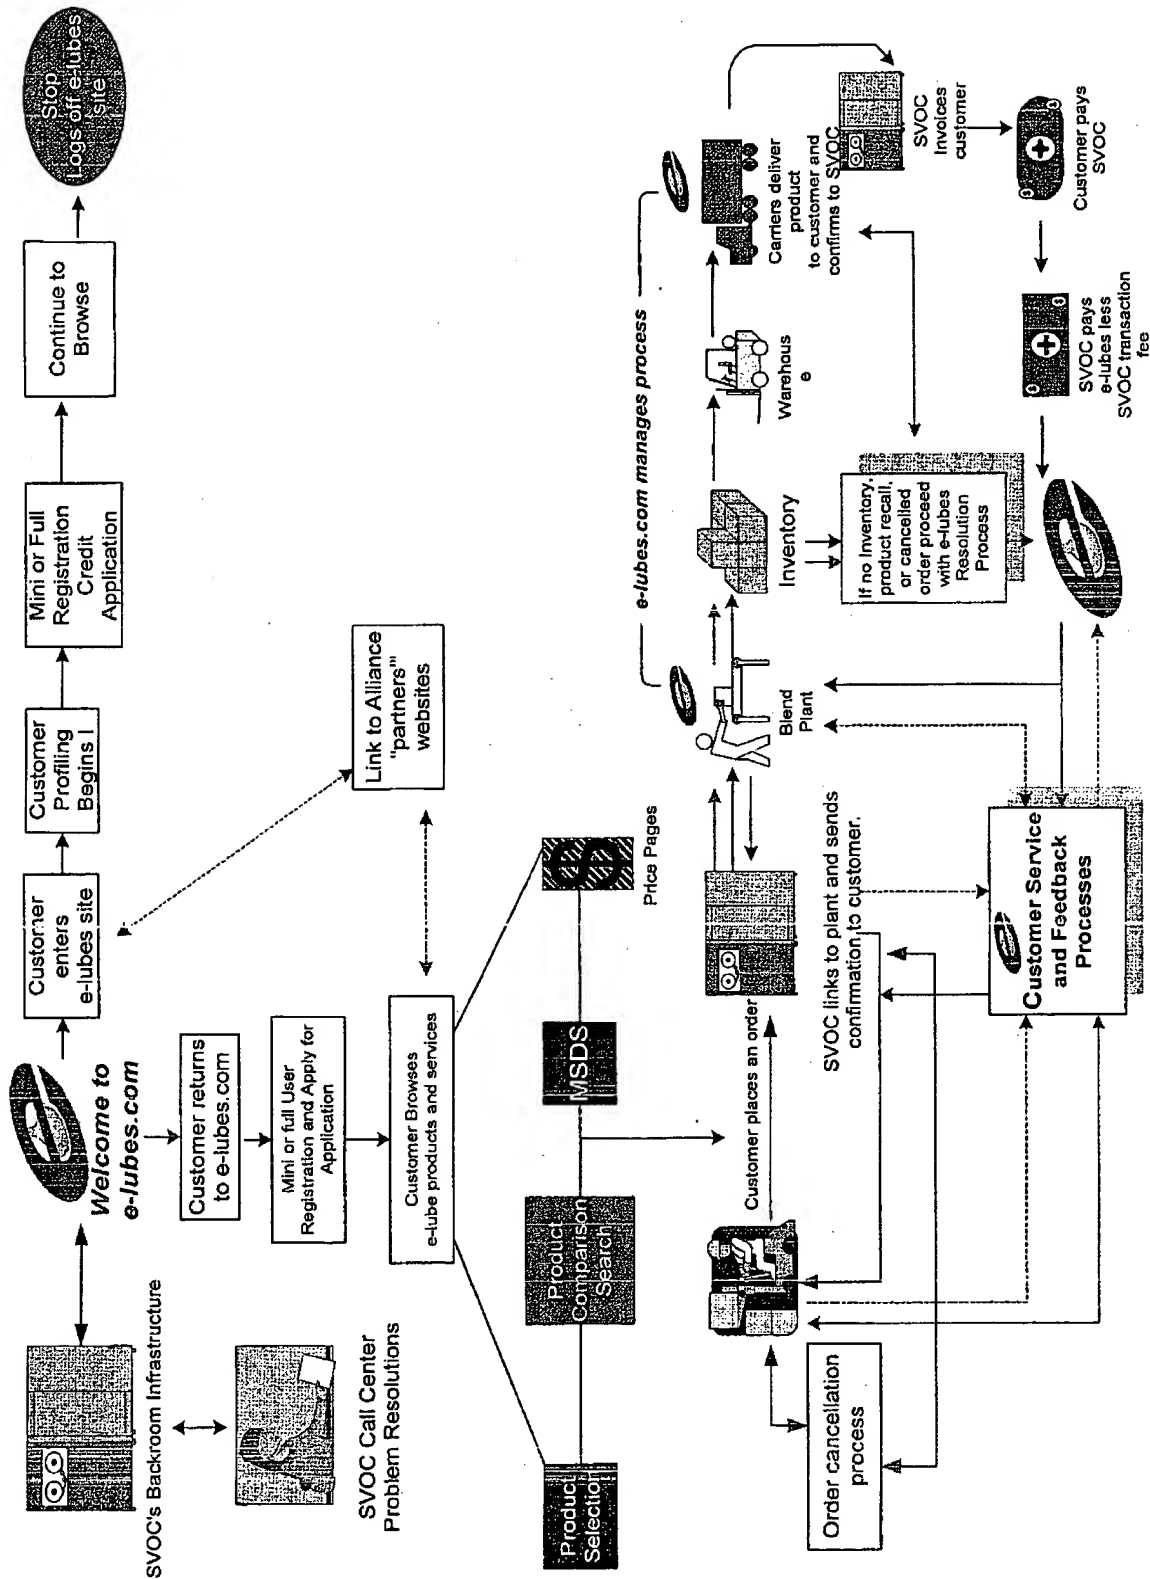 Welcome to
e-lubes.com
Customer
enters
e-lubes site
Customer
Profiling
Begins I
Mini or Full
Registration
Credit
Application
Continue to
Browse
Stop
Logs off e-lubes
site
SVOC's Backroom Infrastructure
SVOC Call Center
Problem Resolutions
Customer returns
to e-lubes.com
Mini or full User
Registration and Apply for
Application
Customer Browses
e-lube products and services
Link to Alliance
"partners'"
websites
Product
Selection
Product
Comparison
Search
MSDS
Price Pages
Customer places an order
SVOC links to plant and sends
confirmation to customer.
Order cancellation
process
e-lubes.com manages process
Blend
Plant
Inventory
Warehous
e
Carriers deliver
product
to customer and
confirms to SVOC
SVOC
Invoices
customer
Customer pays
SVOC
SVOC pays
e-lubes less
SVOC transaction
fee
If no Inventory,
product recall,
or cancelled
order proceed
with e-lubes
Resolution
Process
Customer Service
and Feedback
Processes